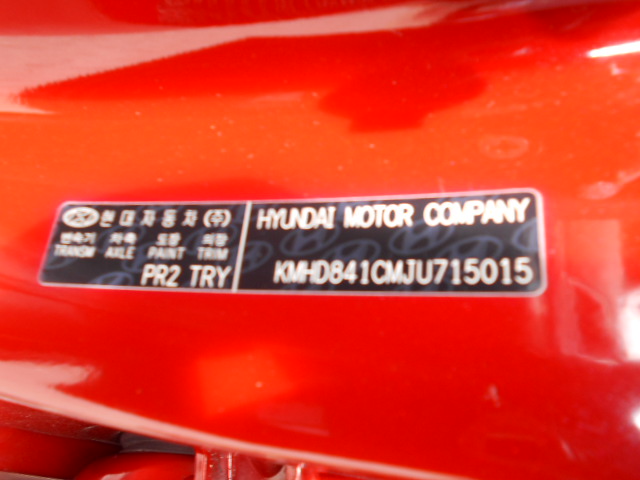 현대자동차(주)
변속기 차축 도장 의장
TRANSM AXLE PAINT TRIM
PR2 TRY
HYUNDAI MOTOR COMPANY
KMHD841CMJU715015